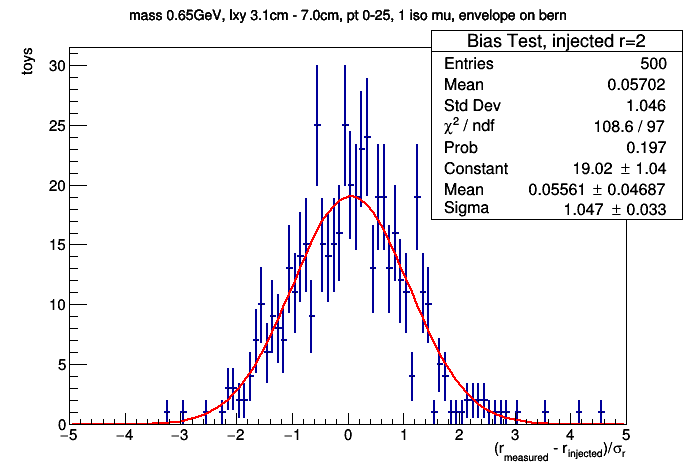 mass 0.65GeV, lxy 3.1cm - 7.0cm, pt 0-25, 1 iso mu, envelope on bern
Bias Test, injected r=2
Entries 500
Mean 0.05702
Std Dev 1.046
χ² / ndf 108.6 / 97
Prob 0.197
Constant 19.02 ± 1.04
Mean 0.05561 ± 0.04687
Sigma 1.047 ± 0.033
toys
30
25
20
15
10
5
0
−5 −4 −3 −2 −1 0 1 2 3 4 5
(r_measured - r_injected)/σ_r